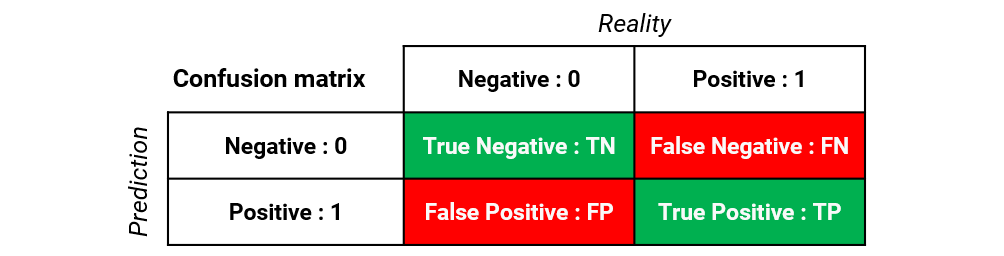 Reality
Confusion matrix
Negative : 0
Positive : 1
Prediction
Negative : 0
True Negative : TN
False Negative : FN
Positive : 1
False Positive : FP
True Positive : TP